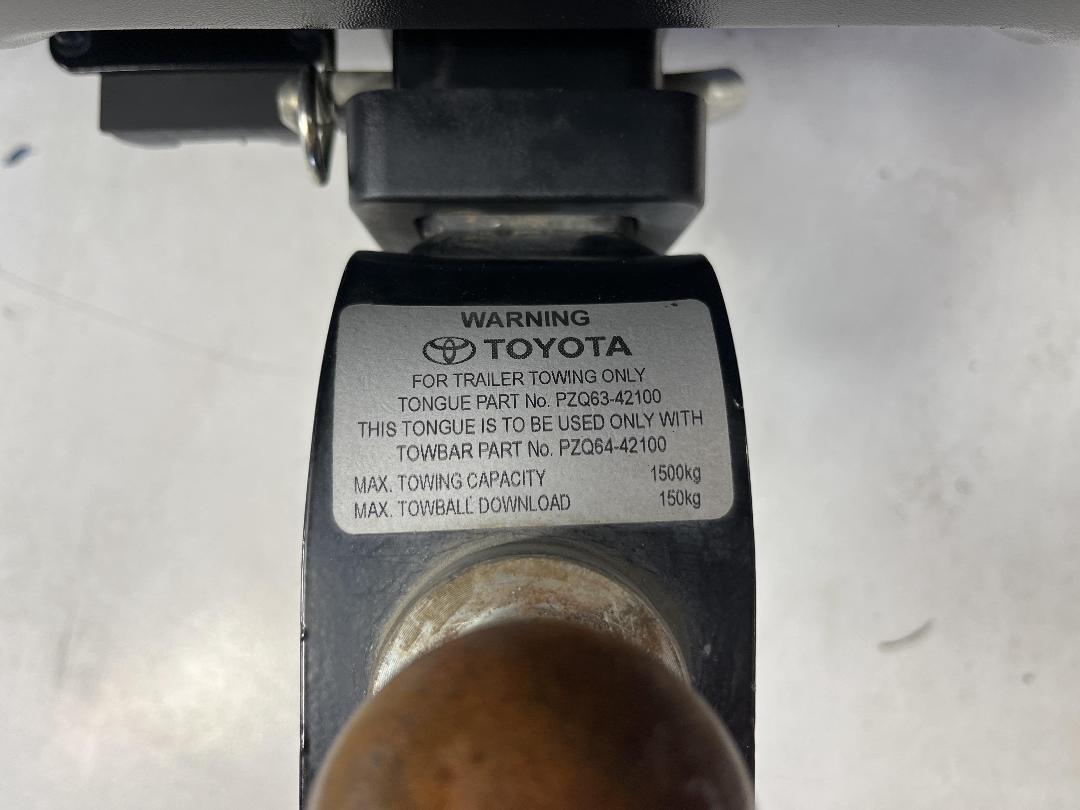 WARNING
TOYOTA
FOR TRAILER TOWING ONLY
TONGUE PART No. PZQ63-42100
THIS TONGUE IS TO BE USED ONLY WITH
TOWBAR PART No. PZQ64-42100
MAX. TOWING CAPACITY 1500kg
MAX. TOWBALL DOWNLOAD 150kg